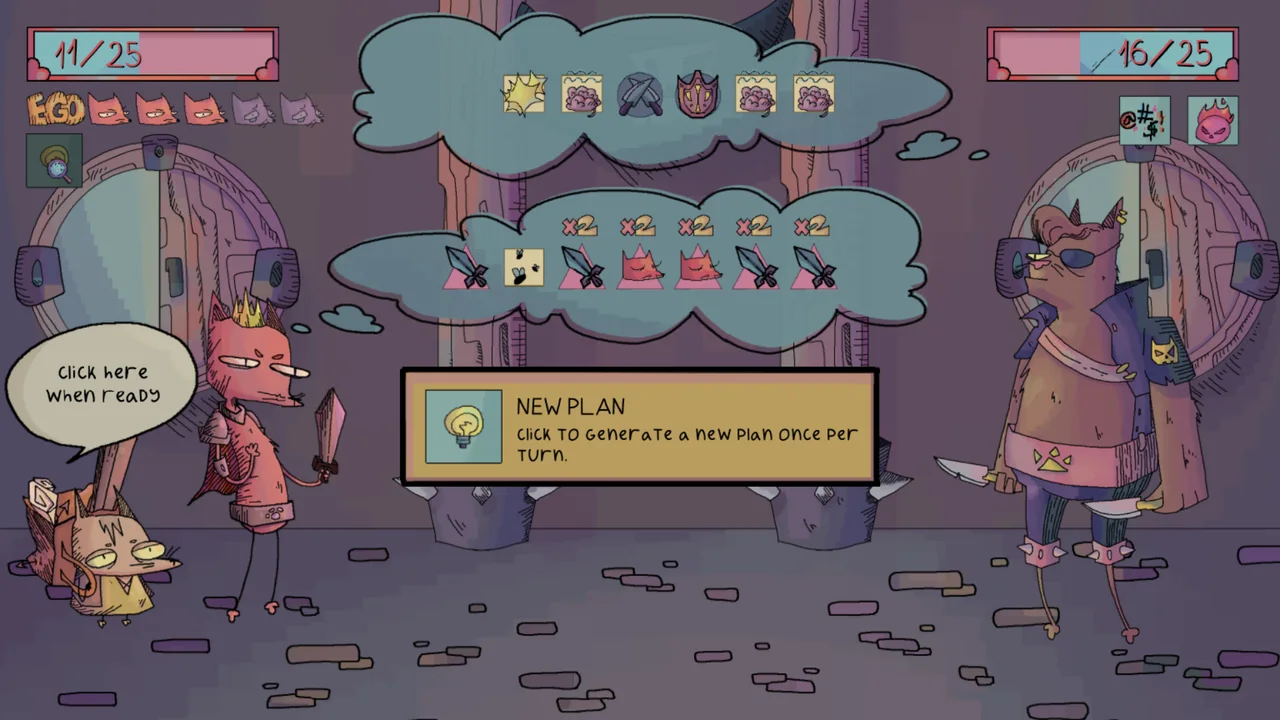 11/25
16/25
EGO
@#$!
x2 x2 x2 x2 x2
Click here
when ready
NEW PLAN
Click to generate a new plan once per
turn.